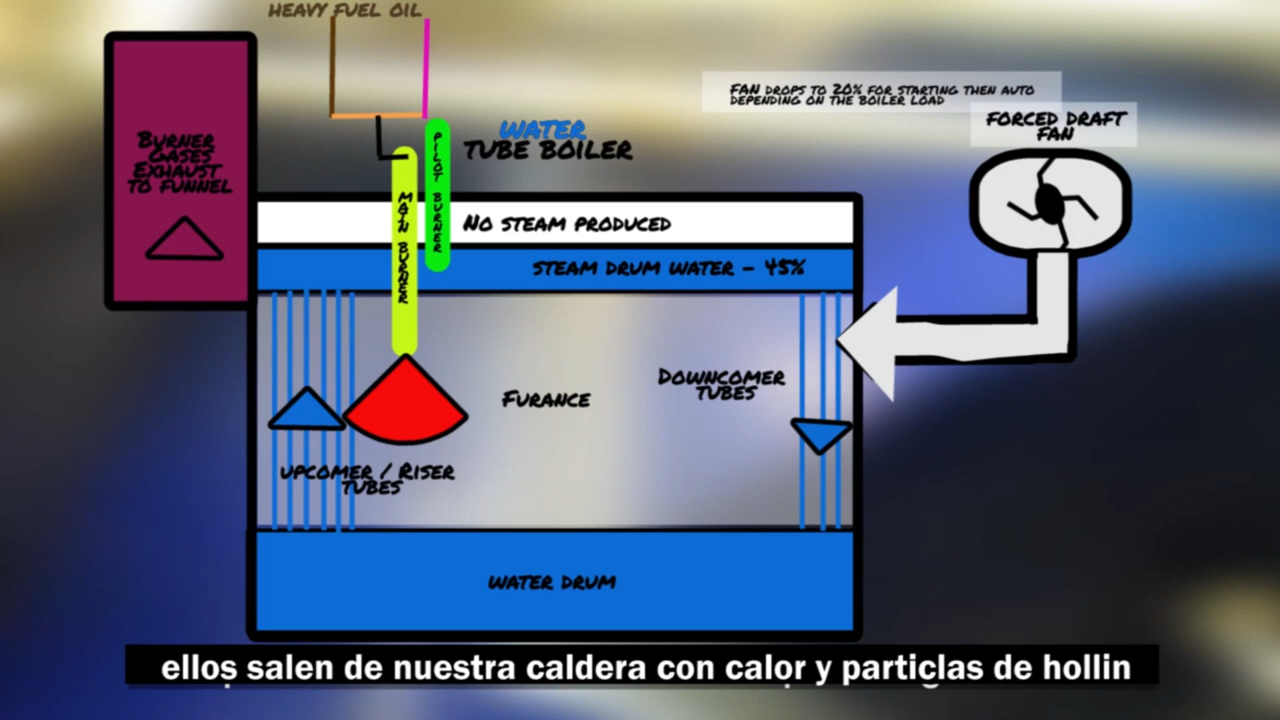 HEAVY FUEL OIL
FAN DROPS TO 20% FOR STARTING THEN AUTO
DEPENDING ON THE BOILER LOAD
FORCED DRAFT
FAN
WATER
TUBE BOILER
PILOT BURNER
MAIN BURNER
BURNER
GASES
EXHAUST
TO FUNNEL
NO STEAM PRODUCED
STEAM DRUM WATER - 45%
FURANCE
DOWNCOMER
TUBES
UPCOMER / RISER
TUBES
WATER DRUM
ellos salen de nuestra caldera con calor y particlas de hollin